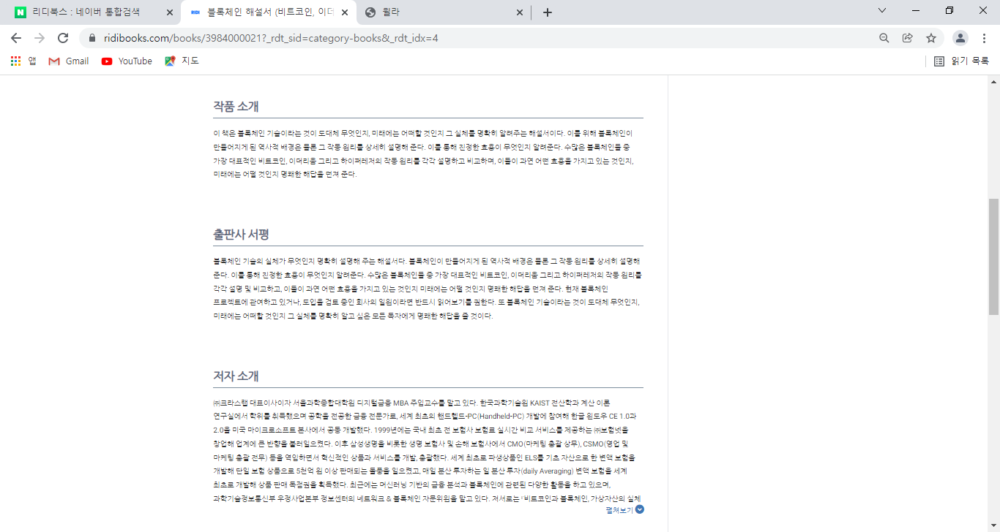 리디북스 : 네이버 통합검색
블록체인 해설서 (비트코인, 이더
윌라
ridibooks.com/books/3984000021?_rdt_sid=category-books&_rdt_idx=4
앱 Gmail YouTube 지도 읽기 목록
작품 소개
이 책은 블록체인 기술이라는 것이 도대체 무엇인지, 미래에는 어떠할 것인지 그 실체를 명확히 알려주는 해설서이다. 이를 위해 블록체인이
만들어지게 된 역사적 배경은 물론 그 작동 원리를 상세히 설명해 준다. 이를 통해 진정한 효용이 무엇인지 알려준다. 수많은 블록체인들 중
가장 대표적인 비트코인, 이더리움 그리고 하이퍼레저의 작동 원리를 각각 설명하고 비교하며, 이들이 과연 어떤 효용을 가지고 있는 것인지,
미래에는 어떨 것인지 명쾌한 해답을 던져 준다.
출판사 서평
블록체인 기술의 실체가 무엇인지 명확히 설명해 주는 해설서다. 블록체인이 만들어지게 된 역사적 배경은 물론 그 작동 원리를 상세히 설명해
준다. 이를 통해 진정한 효용이 무엇인지 알려준다. 수많은 블록체인들 중 가장 대표적인 비트코인, 이더리움 그리고 하이퍼레저의 작동 원리를
각각 설명 및 비교하고, 이들이 과연 어떤 효용을 가지고 있는 것인지 미래에는 어떨 것인지 명쾌한 해답을 던져 준다. 현재 블록체인
프로젝트에 관여하고 있거나, 도입을 검토 중인 회사의 일원이라면 반드시 읽어보기를 권한다. 또 블록체인 기술이라는 것이 도대체 무엇인지,
미래에는 어떠할 것인지 그 실체를 명확히 알고 싶은 모든 독자에게 명쾌한 해답을 줄 것이다.
저자 소개
㈜크라스랩 대표이사이자 서울과학종합대학원 디지털금융 MBA 주임교수를 맡고 있다. 한국과학기술원 KAIST 전산학과 계산 이론
연구실에서 학위를 취득했으며 공학을 전공한 금융 전문가로, 세계 최초의 핸드헬드-PC(Handheld-PC) 개발에 참여해 한글 윈도우 CE 1.0과
2.0을 미국 마이크로소프트 본사에서 공동 개발했다. 1999년에는 국내 최초 전 보험사 보험료 실시간 비교 서비스를 제공하는 ㈜보험넷을
창업해 업계에 큰 반향을 불러일으켰다. 이후 삼성생명을 비롯한 생명 보험사 및 손해 보험사에서 CMO(마케팅 총괄 상무), CSMO(영업 및
마케팅 총괄 전무) 등을 역임하면서 혁신적인 상품과 서비스를 개발, 총괄했다. 세계 최초로 파생상품인 ELS를 기초 자산으로 한 변액 보험을
개발해 단일 보험 상품으로 5천억 원 이상 판매되는 돌풍을 일으켰고, 매일 분산 투자하는 일 분산 투자(daily Averaging) 변액 보험을 세계
최초로 개발해 상품 판매 독점권을 획득했다. 최근에는 머신러닝 기반의 금융 분석과 블록체인에 관련된 다양한 활동을 하고 있으며,
과학기술정보통신부 우정사업본부 정보센터의 네트워크 & 블록체인 자문위원을 맡고 있다. 저서로는 『비트코인과 블록체인, 가상자산의 실체
펼쳐보기